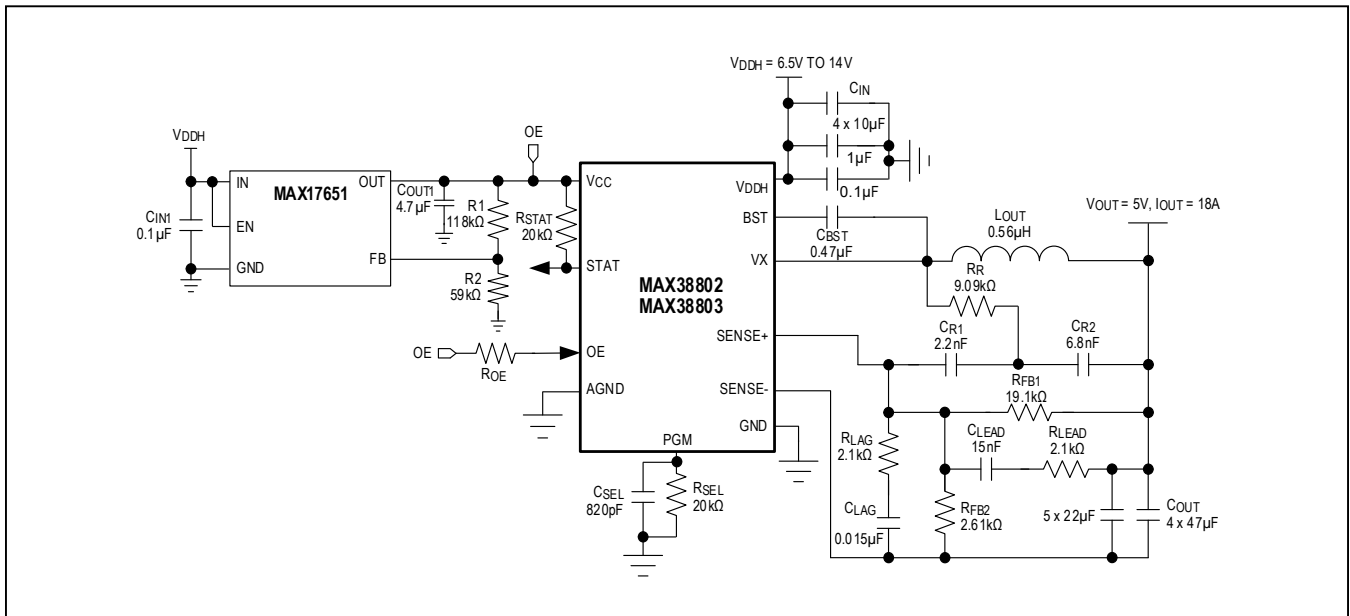 VDDH = 6.5V TO 14V
CIN
4 x 10µF
1µF
0.1µF
VDDH
IN
EN
GND
MAX17651
OUT
FB
CIN1
0.1µF
COUT1
4.7µF
R1
118kΩ
R2
59kΩ
OE
RSTAT
20kΩ
OE
ROE
VCC
STAT
OE
AGND
PGM
MAX38802
MAX38803
VDDH
BST
VX
SENSE+
SENSE-
GND
CSEL
820pF
RSEL
20kΩ
CBST
0.47µF
LOUT
0.56µH
VOUT = 5V, IOUT = 18A
RR
9.09kΩ
CR1
2.2nF
CR2
6.8nF
RFB1
19.1kΩ
RLAG
2.1kΩ
CLEAD
15nF
RLEAD
2.1kΩ
CLAG
0.015µF
RFB2
2.61kΩ
5 x 22µF
COUT
4 x 47µF